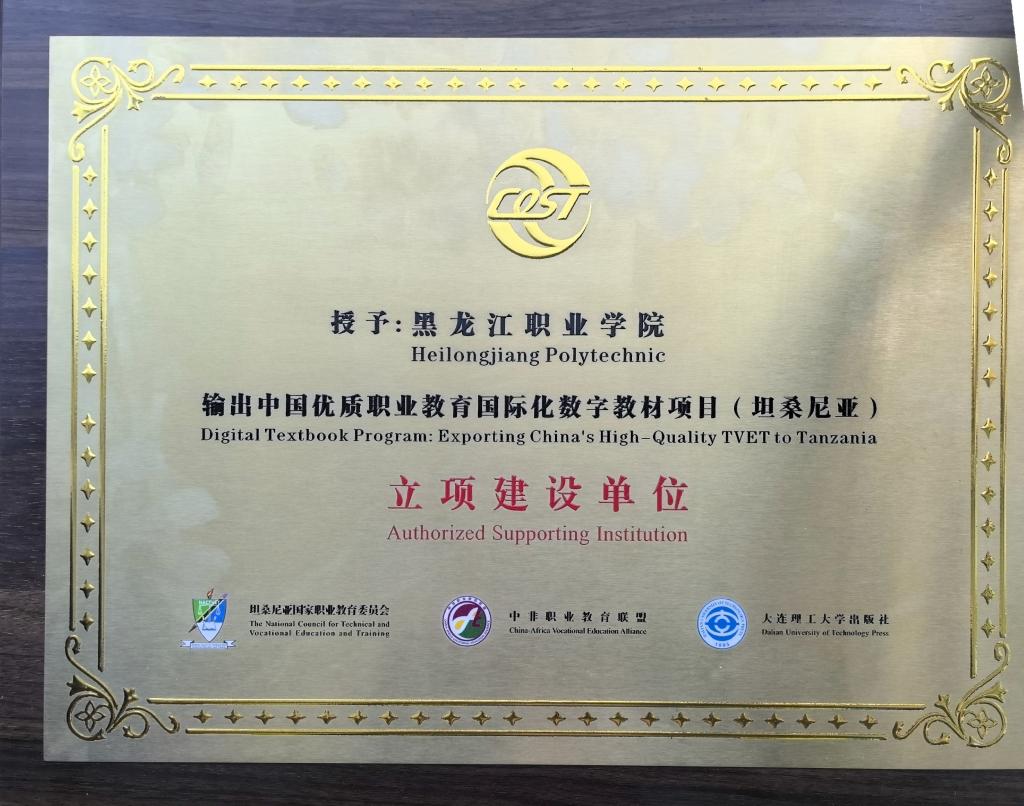 COST
授予：黑龙江职业学院
Heilongjiang Polytechnic
输出中国优质职业教育国际化数字教材项目（坦桑尼亚）
Digital Textbook Program: Exporting China's High-Quality TVET to Tanzania
立项建设单位
Authorized Supporting Institution
坦桑尼亚国家职业教育委员会
The National Council for Technical and
Vocational Education and Training
中非职业教育联盟
China-Africa Vocational Education Alliance
大连理工大学出版社
Dalian University of Technology Press